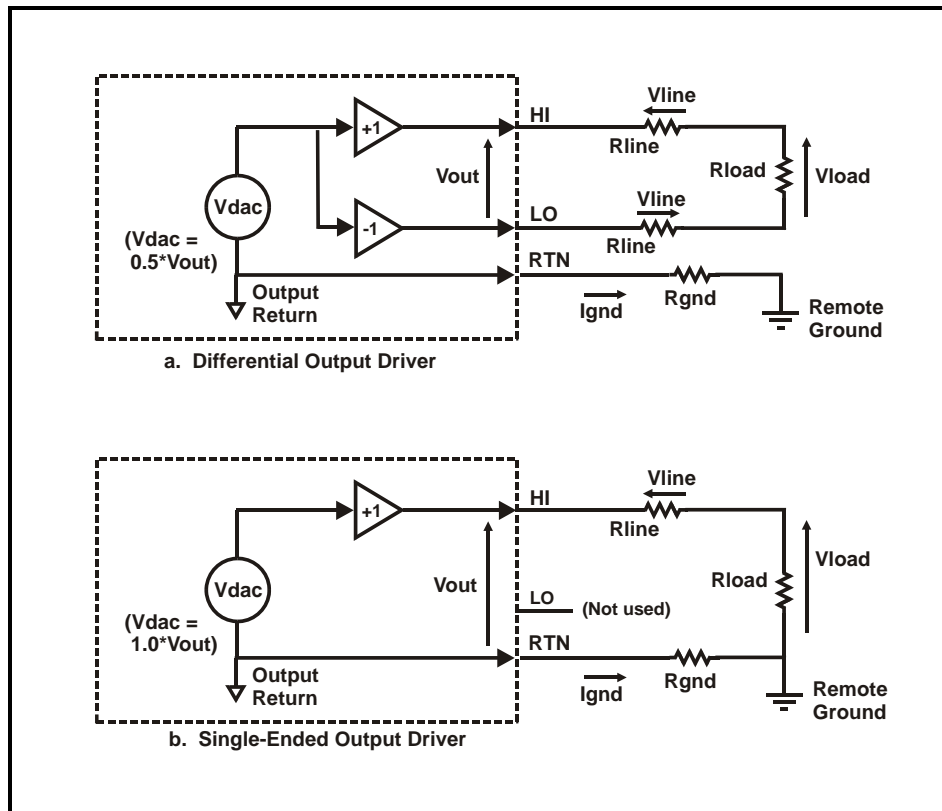 Vline
HI
+1
Rline
Rload
Vload
Vout
Vline
Vdac
LO
-1
(Vdac =
0.5*Vout)
Rline
RTN
Output
Return
Ignd
Rgnd
Remote
Ground
a. Differential Output Driver
Vline
HI
+1
Rline
Vload
Rload
Vdac
Vout
LO
(Not used)
(Vdac =
1.0*Vout)
RTN
Output
Return
Ignd
Rgnd
Remote
Ground
b. Single-Ended Output Driver